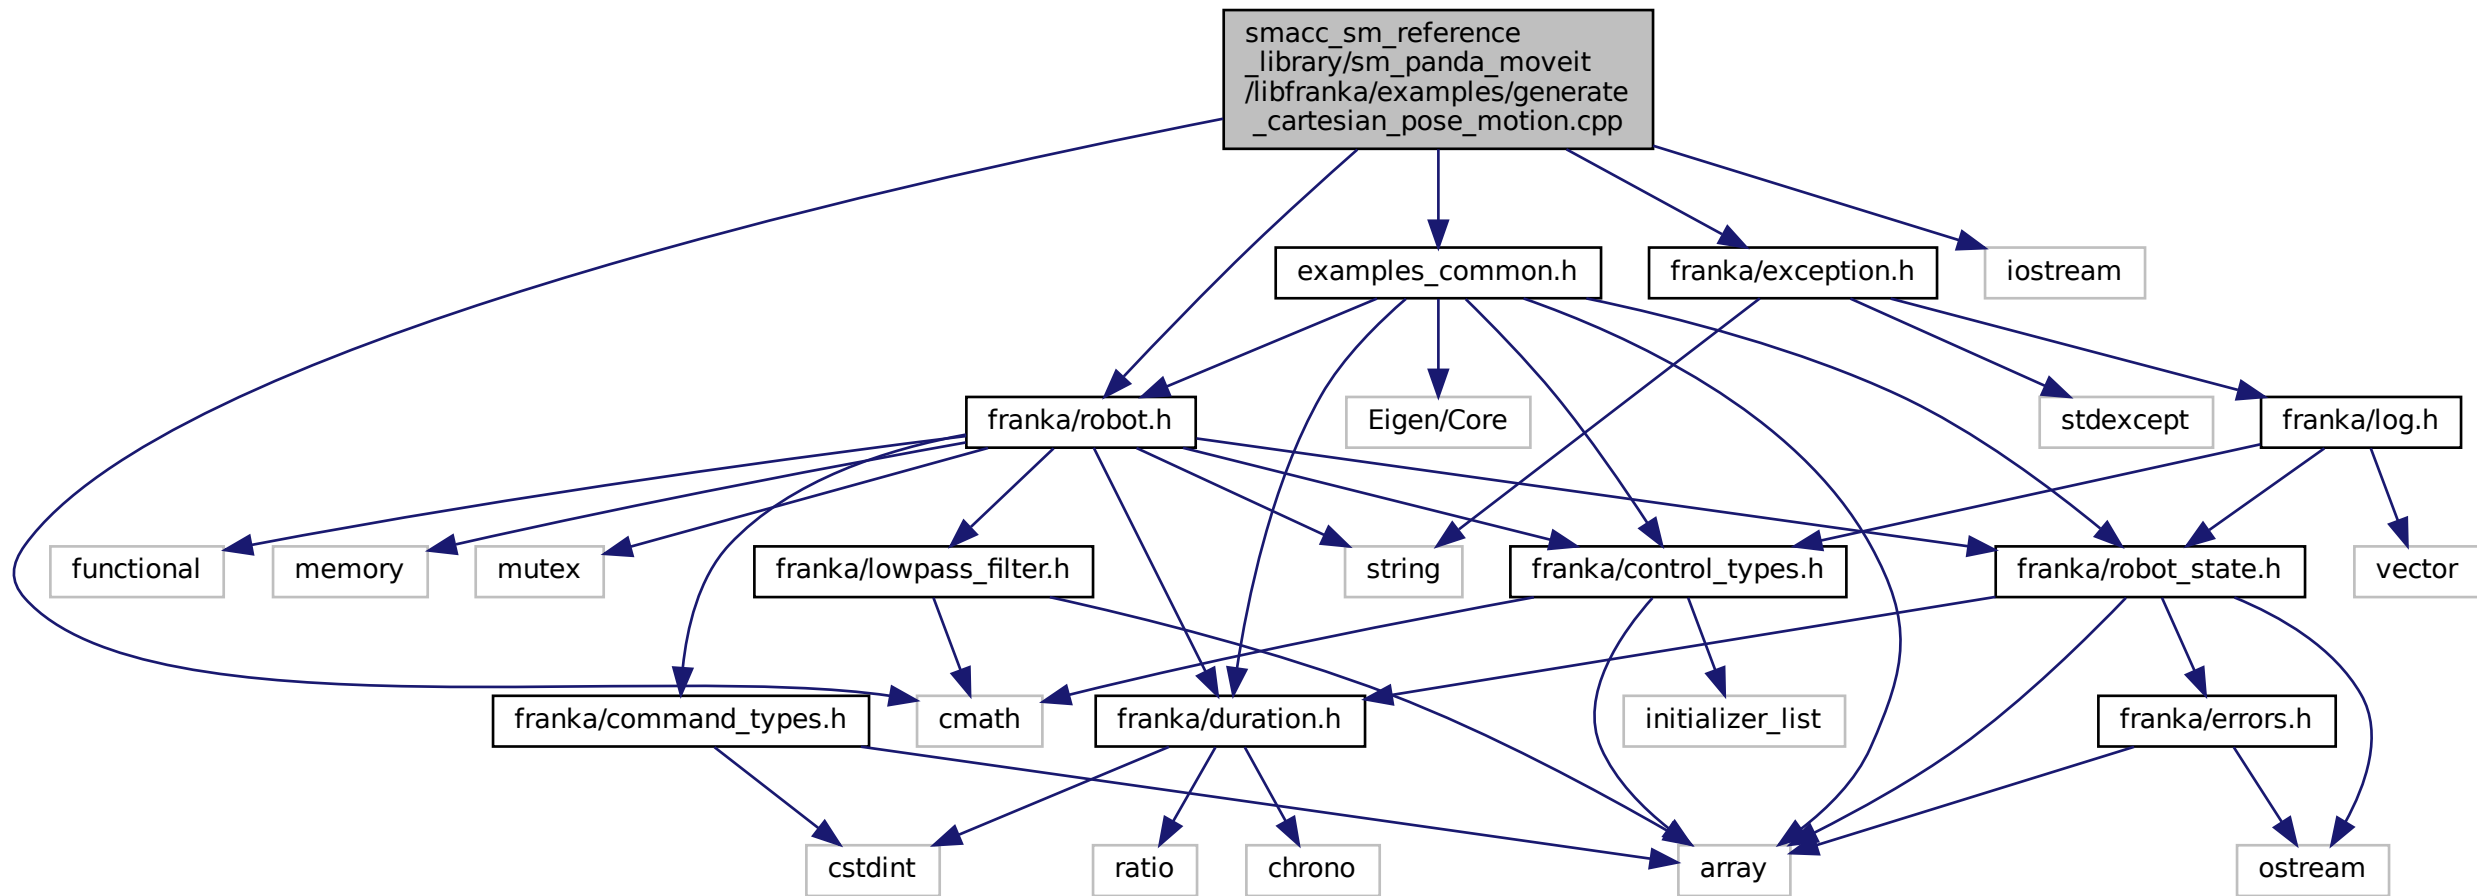 smacc_sm_reference
_library/sm_panda_moveit
/libfranka/examples/generate
_cartesian_pose_motion.cpp
examples_common.h
franka/exception.h
iostream
franka/robot.h
Eigen/Core
stdexcept
franka/log.h
functional
memory
mutex
franka/lowpass_filter.h
string
franka/control_types.h
franka/robot_state.h
vector
franka/command_types.h
cmath
franka/duration.h
initializer_list
franka/errors.h
cstdint
ratio
chrono
array
ostream